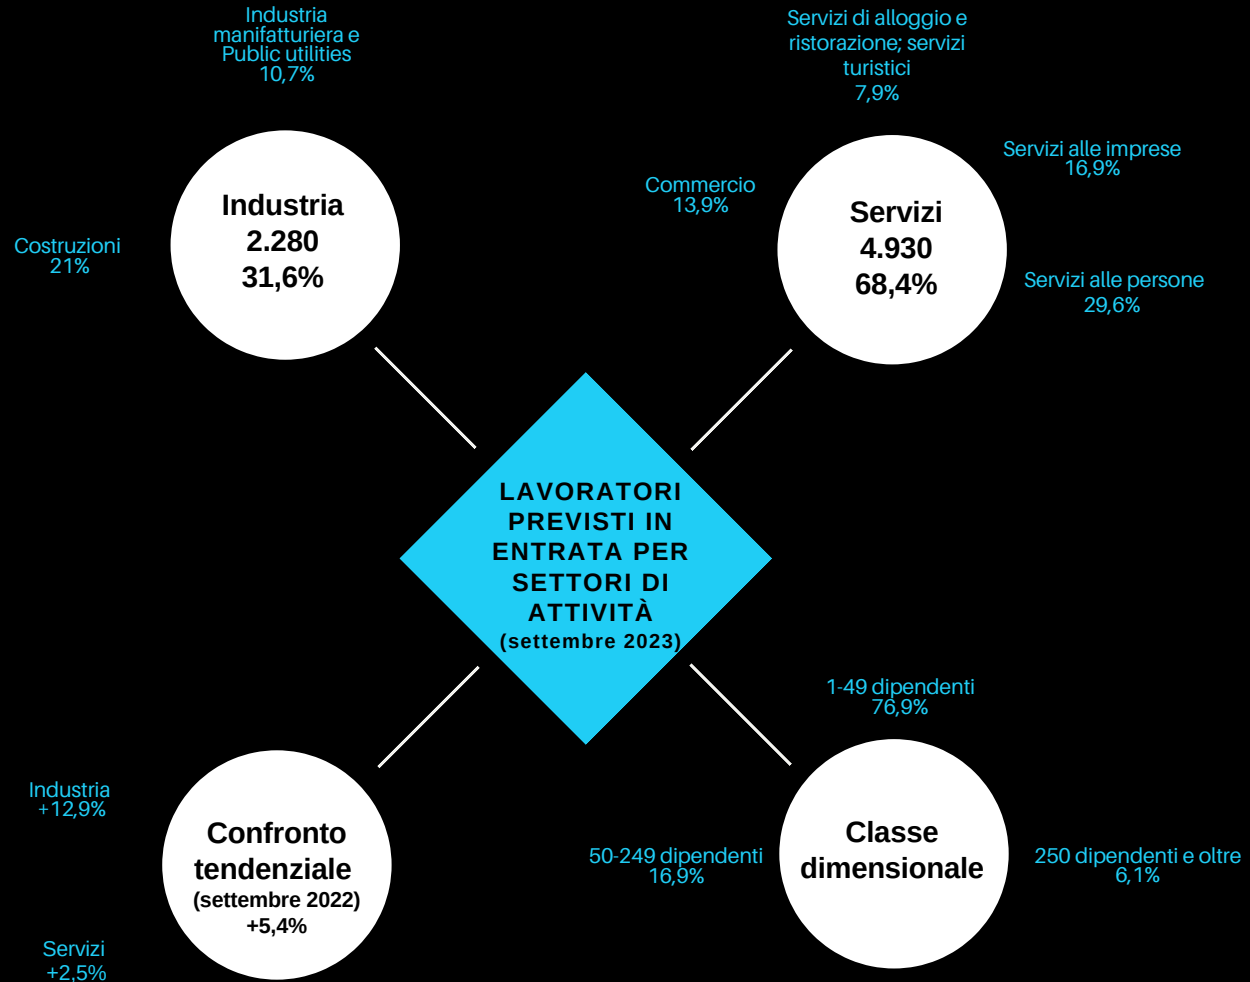 Industria
manifatturiera e
Public utilities
10,7%
Costruzioni
21%
Industria
2.280
31,6%
Servizi di alloggio e
ristorazione; servizi
turistici
7,9%
Commercio
13,9%
Servizi
4.930
68,4%
Servizi alle imprese
16,9%
Servizi alle persone
29,6%
LAVORATORI
PREVISTI IN
ENTRATA PER
SETTORI DI
ATTIVITÀ
(settembre 2023)
Industria
+12,9%
Servizi
+2,5%
Confronto
tendenziale
(settembre 2022)
+5,4%
1-49 dipendenti
76,9%
50-249 dipendenti
16,9%
Classe
dimensionale
250 dipendenti e oltre
6,1%